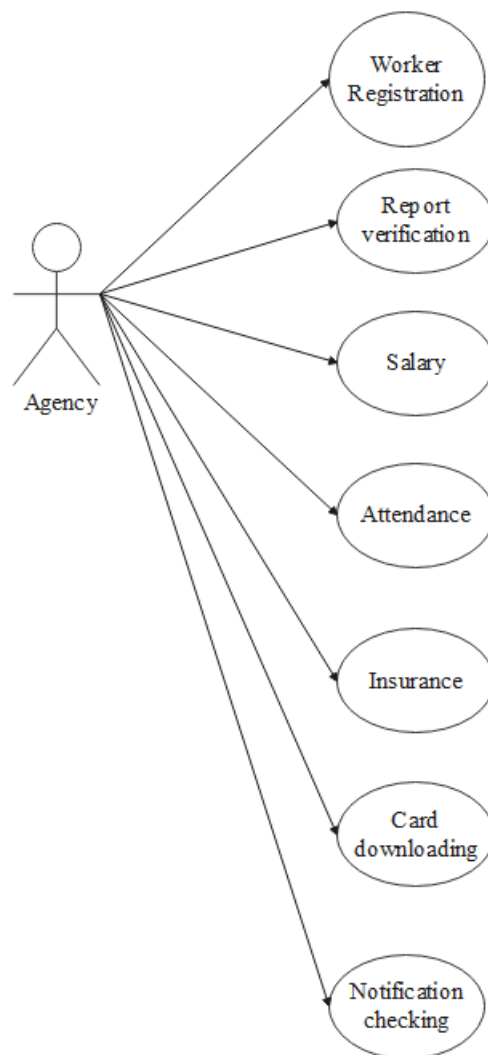 Worker
Registration
Report
verification
Salary
Agency
Attendance
Insurance
Card
downloading
Notification
checking